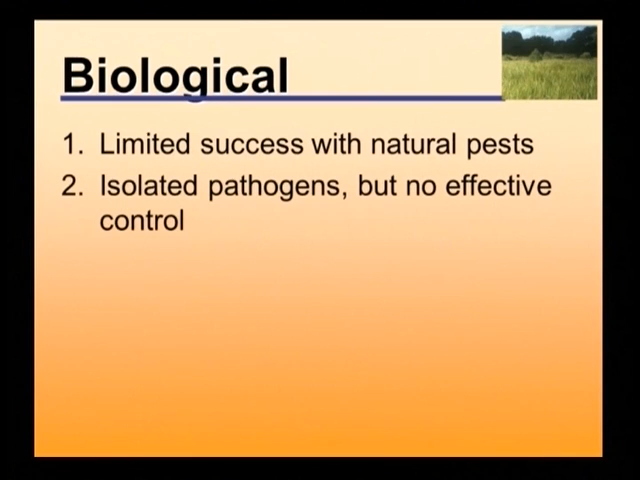 Biological
1. Limited success with natural pests
2. Isolated pathogens, but no effective
control